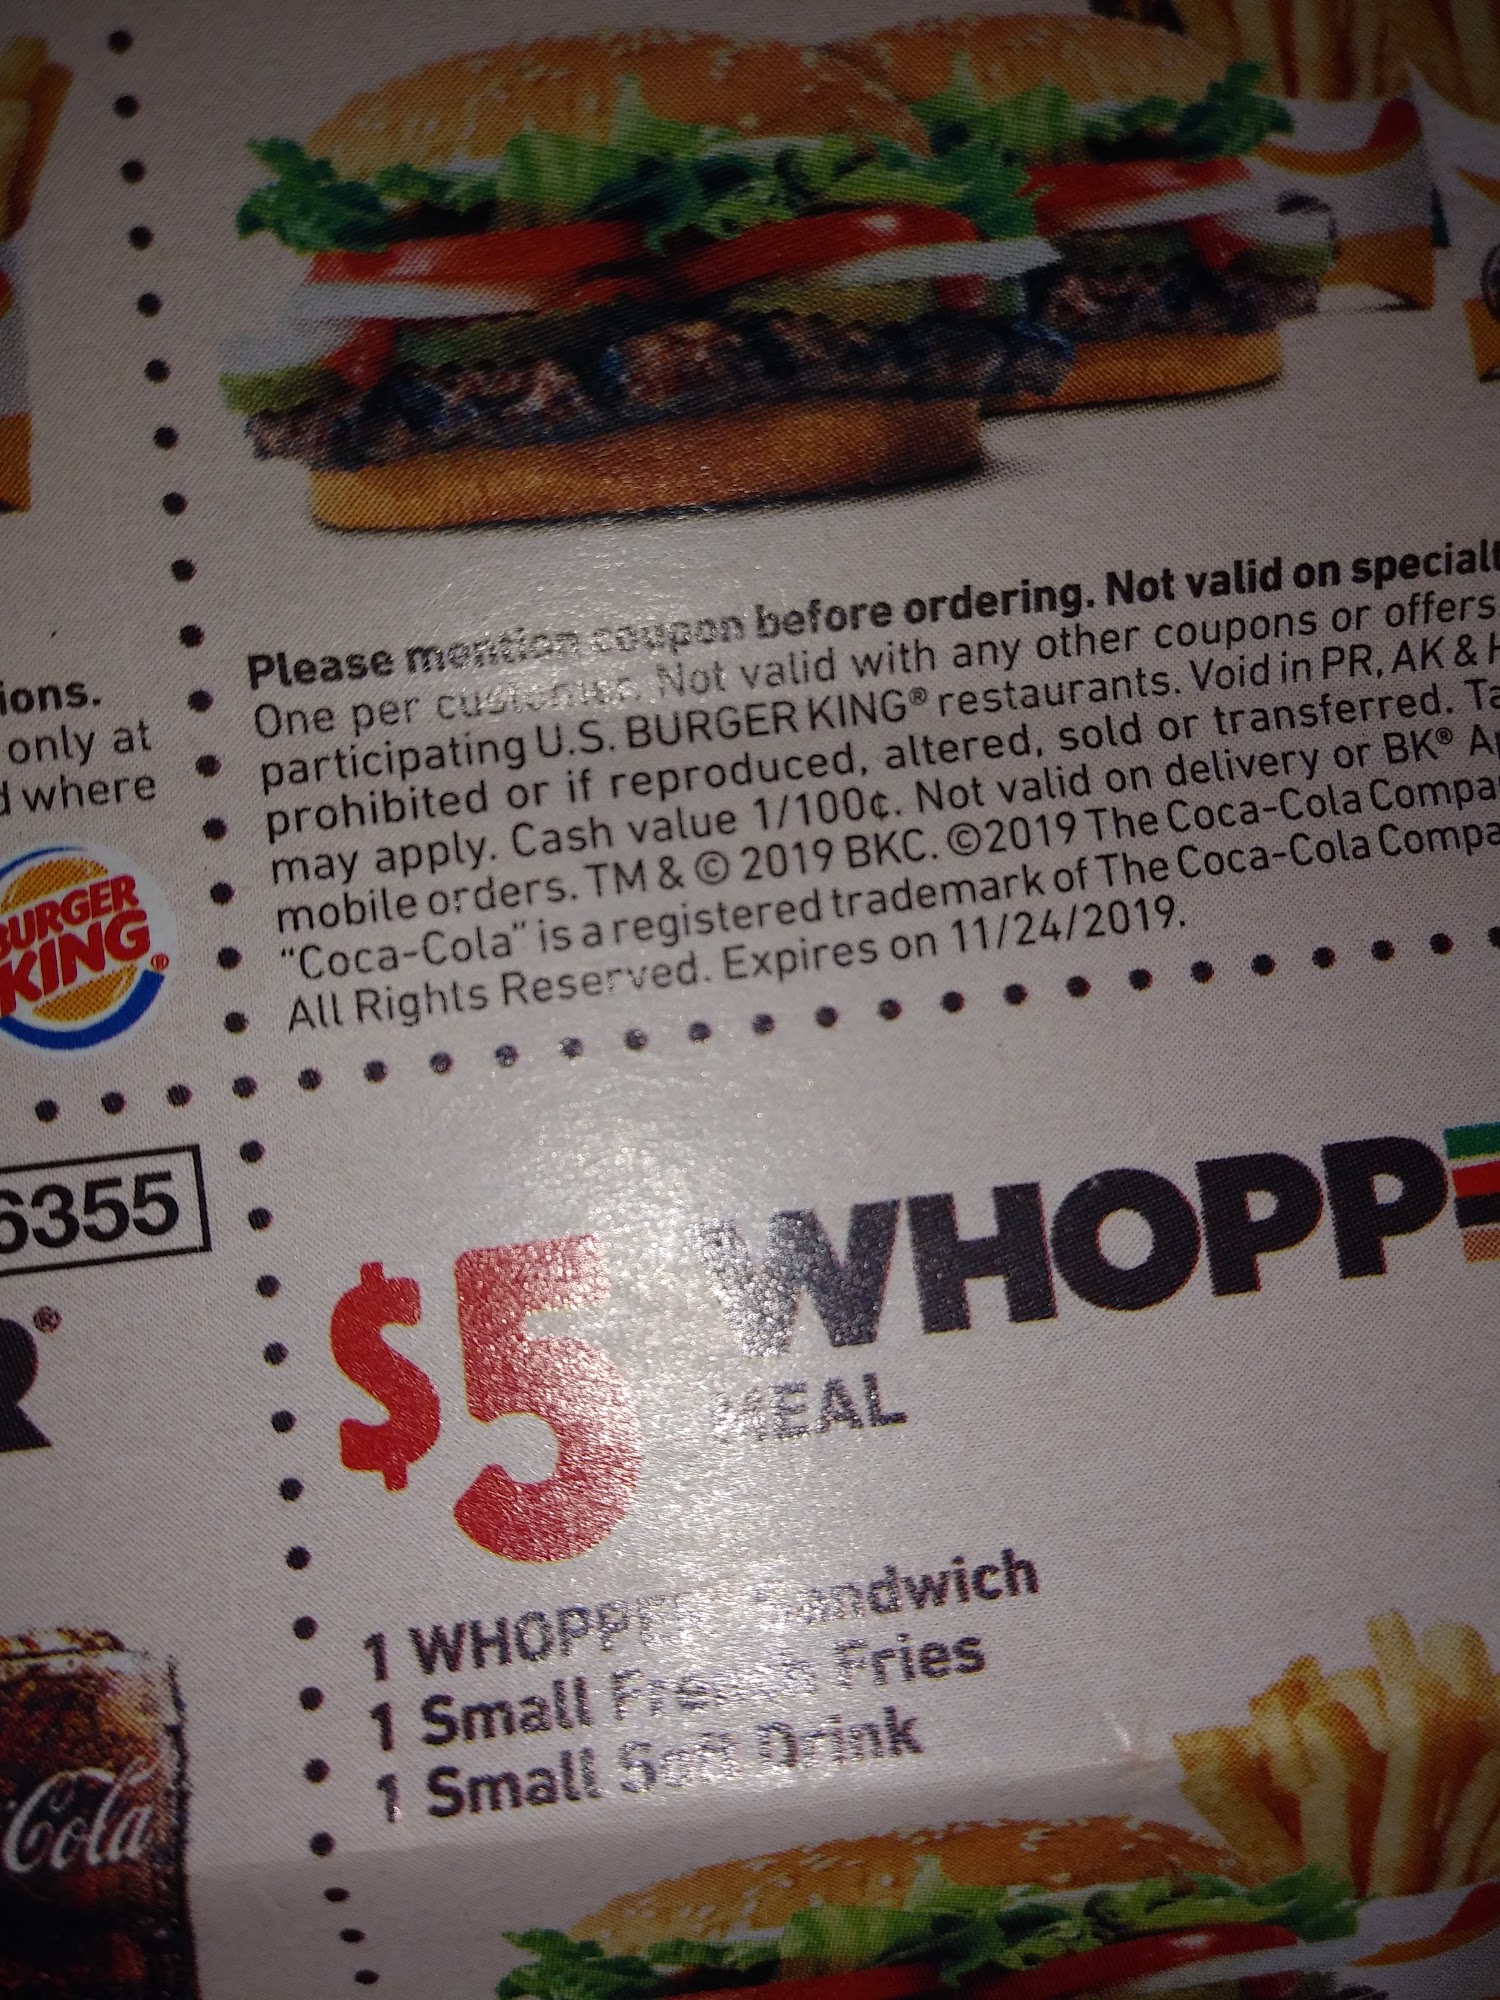 Please mention coupon before ordering. Not valid on
One per customer. Not valid with any other coupons or offers
participating U.S. BURGER KING® restaurants. Void in PR, AK &
prohibited or if reproduced, altered, sold or transferred.
may apply. Cash value 1/100¢. Not valid on delivery or BK®
mobile orders. TM & © 2019 BKC. ©2019 The Coca-Cola
"Coca-Cola" is a registered trademark of The Coca-Cola
All Rights Reserved. Expires on 11/24/2019.
ions.
only at
where
BURGER
KING®
6355
R®
Cola
$5 WHOPP
MEAL
1 WHOPPER Sandwich
1 Small French Fries
1 Small Soft Drink